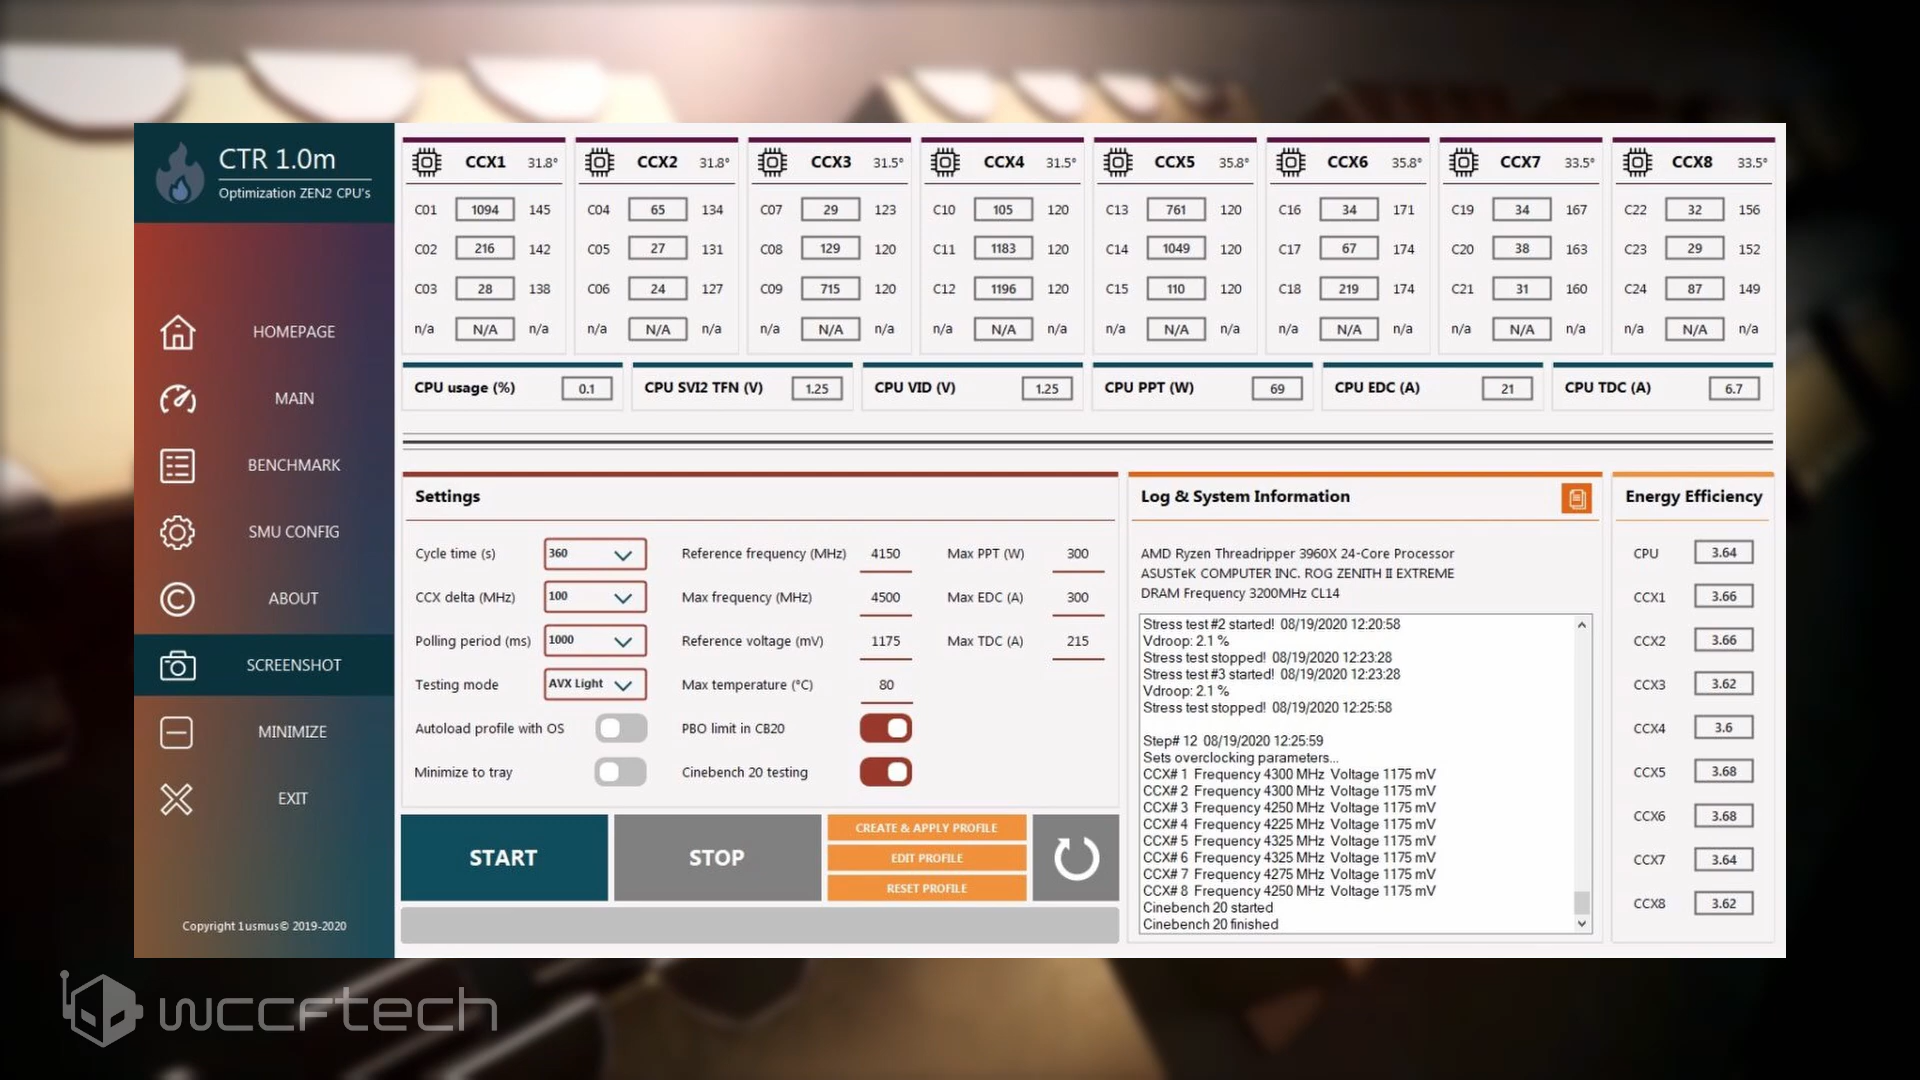 CTR 1.0m
Optimization ZEN2 CPU's
HOMEPAGE
MAIN
BENCHMARK
SMU CONFIG
ABOUT
SCREENSHOT
MINIMIZE
EXIT
Copyright 1usmus© 2019-2020
CCX1 31.8° CCX2 31.8° CCX3 31.5° CCX4 31.5° CCX5 35.8° CCX6 35.8° CCX7 33.5° CCX8 33.5°
C01 1094 145 C04 65 134 C07 29 123 C10 105 120 C13 761 120 C16 34 171 C19 34 167 C22 32 156
C02 216 142 C05 27 131 C08 129 120 C11 1183 120 C14 1049 120 C17 67 174 C20 38 163 C23 29 152
C03 28 138 C06 24 127 C09 715 120 C12 1196 120 C15 110 120 C18 219 174 C21 31 160 C24 87 149
n/a N/A n/a n/a N/A n/a n/a N/A n/a n/a N/A n/a n/a N/A n/a n/a N/A n/a n/a N/A n/a n/a N/A n/a
CPU usage (%) 0.1 CPU SVI2 TFN (V) 1.25 CPU VID (V) 1.25 CPU PPT (W) 69 CPU EDC (A) 21 CPU TDC (A) 6.7
Settings
Cycle time (s) 360 Reference frequency (MHz) 4150 Max PPT (W) 300
CCX delta (MHz) 100 Max frequency (MHz) 4500 Max EDC (A) 300
Polling period (ms) 1000 Reference voltage (mV) 1175 Max TDC (A) 215
Testing mode AVX Light Max temperature (°C) 80
Autoload profile with OS PBO limit in CB20
Minimize to tray Cinebench 20 testing
START STOP
CREATE & APPLY PROFILE
EDIT PROFILE
RESET PROFILE
Log & System Information
AMD Ryzen Threadripper 3960X 24-Core Processor
ASUSTeK COMPUTER INC. ROG ZENITH II EXTREME
DRAM Frequency 3200MHz CL14
Stress test #2 started! 08/19/2020 12:20:58
Vdroop: 2.1 %
Stress test stopped! 08/19/2020 12:23:28
Stress test #3 started! 08/19/2020 12:23:28
Vdroop: 2.1 %
Stress test stopped! 08/19/2020 12:25:58
Step# 12 08/19/2020 12:25:59
Sets overclocking parameters...
CCX# 1 Frequency 4300 MHz Voltage 1175 mV
CCX# 2 Frequency 4300 MHz Voltage 1175 mV
CCX# 3 Frequency 4250 MHz Voltage 1175 mV
CCX# 4 Frequency 4225 MHz Voltage 1175 mV
CCX# 5 Frequency 4325 MHz Voltage 1175 mV
CCX# 6 Frequency 4325 MHz Voltage 1175 mV
CCX# 7 Frequency 4275 MHz Voltage 1175 mV
CCX# 8 Frequency 4250 MHz Voltage 1175 mV
Cinebench 20 started
Cinebench 20 finished
Energy Efficiency
CPU 3.64
CCX1 3.66
CCX2 3.66
CCX3 3.62
CCX4 3.6
CCX5 3.68
CCX6 3.68
CCX7 3.64
CCX8 3.62
wccftech